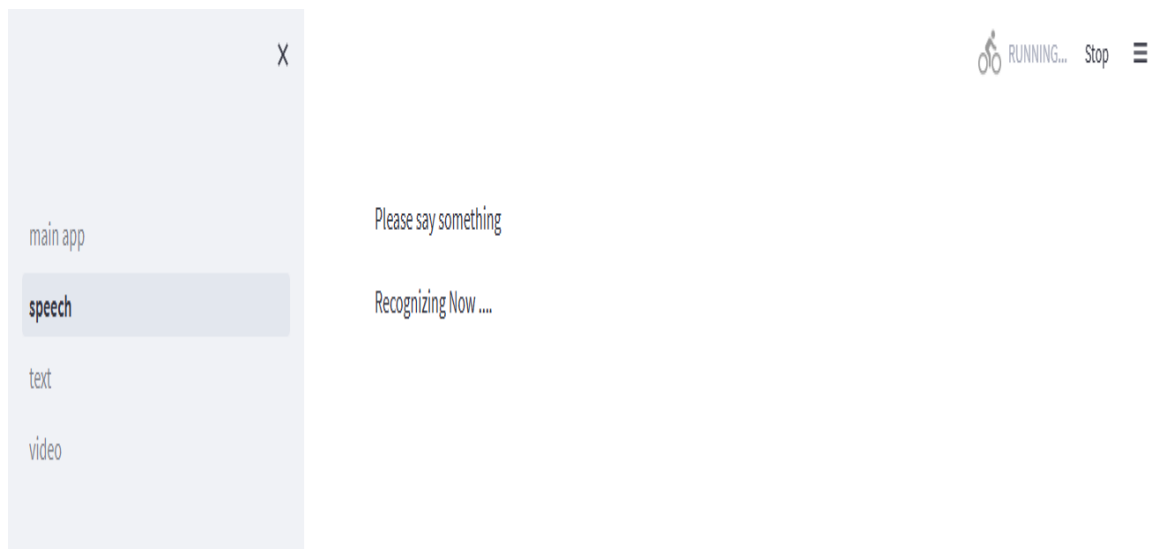 X
RUNNING... Stop
main app
speech
text
video
Please say something
Recognizing Now ....